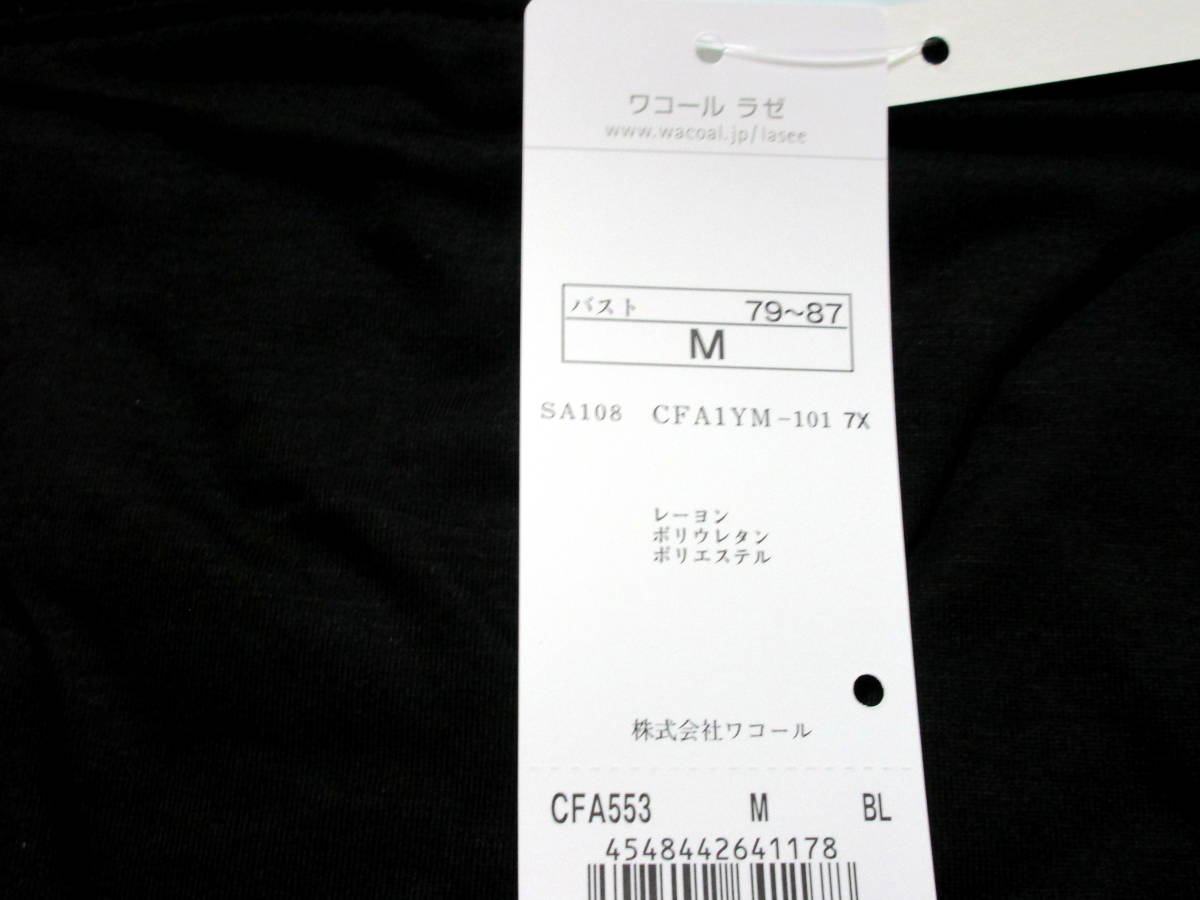 ワコール ラゼ
www.wacoal.jp/lasee
バスト 79～87
M
SA108 CFA1YM-101 7X
レーヨン
ポリウレタン
ポリエステル
株式会社ワコール
CFA553 M BL
4548442641178